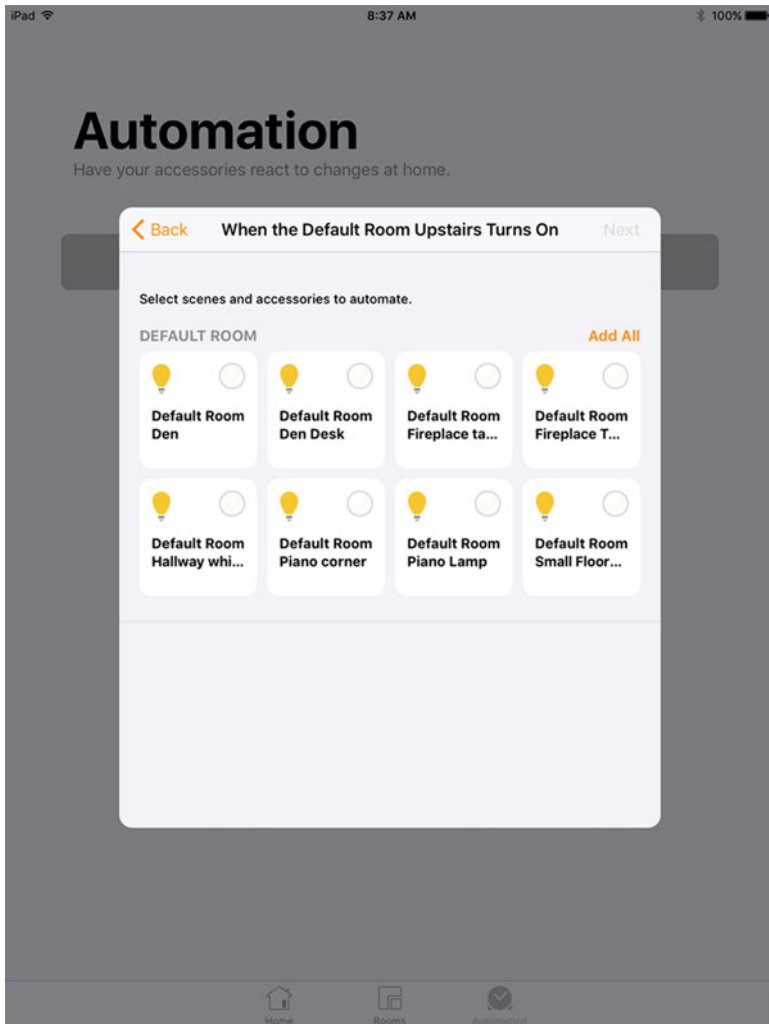 iPad 8:37 AM 100%
Automation
Have your accessories react to changes at home.
Back When the Default Room Upstairs Turns On Next
Select scenes and accessories to automate.
DEFAULT ROOM Add All
Default Room Default Room Default Room Default Room
Den Den Desk Fireplace ta... Fireplace T...
Default Room Default Room Default Room Default Room
Hallway whi... Piano corner Piano Lamp Small Floor...
Home Rooms Automation